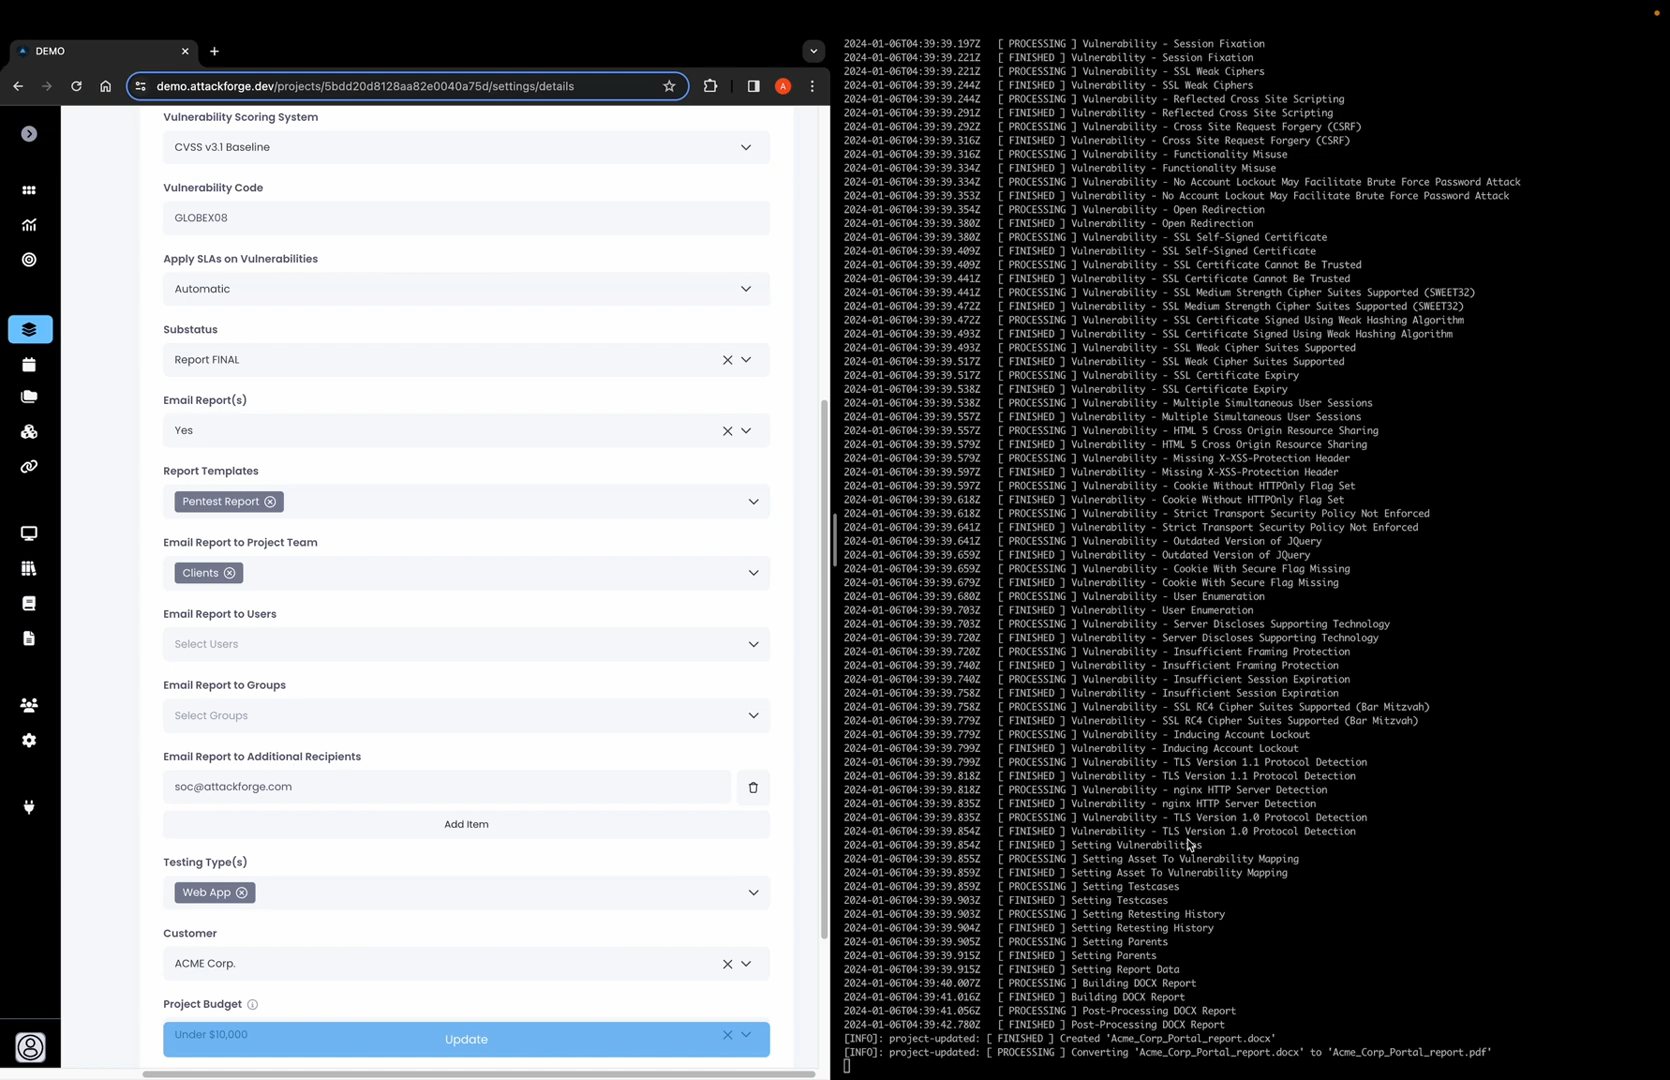 DEMO
demo.attackforge.dev/projects/5bdd20d8128aa82e0040a75d/settings/details
A
Vulnerability Scoring System
CVSS v3.1 Baseline
Vulnerability Code
GLOBEX08
Apply SLAs on Vulnerabilities
Automatic
Substatus
Report FINAL
Email Report(s)
Yes
Report Templates
Pentest Report
Email Report to Project Team
Clients
Email Report to Users
Select Users
Email Report to Groups
Select Groups
Email Report to Additional Recipients
soc@attackforge.com
Add Item
Testing Type(s)
Web App
Customer
ACME Corp.
Project Budget
Under $10,000
Update
2024-01-06T04:39:39.197Z [ PROCESSING ] Vulnerability - Session Fixation
2024-01-06T04:39:39.221Z [ FINISHED ] Vulnerability - Session Fixation
2024-01-06T04:39:39.221Z [ PROCESSING ] Vulnerability - SSL Weak Ciphers
2024-01-06T04:39:39.244Z [ FINISHED ] Vulnerability - SSL Weak Ciphers
2024-01-06T04:39:39.244Z [ PROCESSING ] Vulnerability - Reflected Cross Site Scripting
2024-01-06T04:39:39.291Z [ FINISHED ] Vulnerability - Reflected Cross Site Scripting
2024-01-06T04:39:39.292Z [ PROCESSING ] Vulnerability - Cross Site Request Forgery (CSRF)
2024-01-06T04:39:39.316Z [ FINISHED ] Vulnerability - Cross Site Request Forgery (CSRF)
2024-01-06T04:39:39.316Z [ PROCESSING ] Vulnerability - Functionality Misuse
2024-01-06T04:39:39.334Z [ FINISHED ] Vulnerability - Functionality Misuse
2024-01-06T04:39:39.334Z [ PROCESSING ] Vulnerability - No Account Lockout May Facilitate Brute Force Password Attack
2024-01-06T04:39:39.353Z [ FINISHED ] Vulnerability - No Account Lockout May Facilitate Brute Force Password Attack
2024-01-06T04:39:39.354Z [ PROCESSING ] Vulnerability - Open Redirection
2024-01-06T04:39:39.380Z [ FINISHED ] Vulnerability - Open Redirection
2024-01-06T04:39:39.380Z [ PROCESSING ] Vulnerability - SSL Self-Signed Certificate
2024-01-06T04:39:39.409Z [ FINISHED ] Vulnerability - SSL Self-Signed Certificate
2024-01-06T04:39:39.409Z [ PROCESSING ] Vulnerability - SSL Certificate Cannot Be Trusted
2024-01-06T04:39:39.441Z [ FINISHED ] Vulnerability - SSL Certificate Cannot Be Trusted
2024-01-06T04:39:39.441Z [ PROCESSING ] Vulnerability - SSL Medium Strength Cipher Suites Supported (SWEET32)
2024-01-06T04:39:39.472Z [ FINISHED ] Vulnerability - SSL Medium Strength Cipher Suites Supported (SWEET32)
2024-01-06T04:39:39.472Z [ PROCESSING ] Vulnerability - SSL Certificate Signed Using Weak Hashing Algorithm
2024-01-06T04:39:39.493Z [ FINISHED ] Vulnerability - SSL Certificate Signed Using Weak Hashing Algorithm
2024-01-06T04:39:39.493Z [ PROCESSING ] Vulnerability - SSL Weak Cipher Suites Supported
2024-01-06T04:39:39.517Z [ FINISHED ] Vulnerability - SSL Weak Cipher Suites Supported
2024-01-06T04:39:39.517Z [ PROCESSING ] Vulnerability - SSL Certificate Expiry
2024-01-06T04:39:39.538Z [ FINISHED ] Vulnerability - SSL Certificate Expiry
2024-01-06T04:39:39.538Z [ PROCESSING ] Vulnerability - Multiple Simultaneous User Sessions
2024-01-06T04:39:39.557Z [ FINISHED ] Vulnerability - Multiple Simultaneous User Sessions
2024-01-06T04:39:39.557Z [ PROCESSING ] Vulnerability - HTML 5 Cross Origin Resource Sharing
2024-01-06T04:39:39.579Z [ FINISHED ] Vulnerability - HTML 5 Cross Origin Resource Sharing
2024-01-06T04:39:39.579Z [ PROCESSING ] Vulnerability - Missing X-XSS-Protection Header
2024-01-06T04:39:39.597Z [ FINISHED ] Vulnerability - Missing X-XSS-Protection Header
2024-01-06T04:39:39.597Z [ PROCESSING ] Vulnerability - Cookie Without HTTPOnly Flag Set
2024-01-06T04:39:39.618Z [ FINISHED ] Vulnerability - Cookie Without HTTPOnly Flag Set
2024-01-06T04:39:39.618Z [ PROCESSING ] Vulnerability - Strict Transport Security Policy Not Enforced
2024-01-06T04:39:39.641Z [ FINISHED ] Vulnerability - Strict Transport Security Policy Not Enforced
2024-01-06T04:39:39.641Z [ PROCESSING ] Vulnerability - Outdated Version of JQuery
2024-01-06T04:39:39.659Z [ FINISHED ] Vulnerability - Outdated Version of JQuery
2024-01-06T04:39:39.659Z [ PROCESSING ] Vulnerability - Cookie With Secure Flag Missing
2024-01-06T04:39:39.679Z [ FINISHED ] Vulnerability - Cookie With Secure Flag Missing
2024-01-06T04:39:39.680Z [ PROCESSING ] Vulnerability - User Enumeration
2024-01-06T04:39:39.703Z [ FINISHED ] Vulnerability - User Enumeration
2024-01-06T04:39:39.703Z [ PROCESSING ] Vulnerability - Server Discloses Supporting Technology
2024-01-06T04:39:39.720Z [ FINISHED ] Vulnerability - Server Discloses Supporting Technology
2024-01-06T04:39:39.720Z [ PROCESSING ] Vulnerability - Insufficient Framing Protection
2024-01-06T04:39:39.740Z [ FINISHED ] Vulnerability - Insufficient Framing Protection
2024-01-06T04:39:39.740Z [ PROCESSING ] Vulnerability - Insufficient Session Expiration
2024-01-06T04:39:39.758Z [ FINISHED ] Vulnerability - Insufficient Session Expiration
2024-01-06T04:39:39.758Z [ PROCESSING ] Vulnerability - SSL RC4 Cipher Suites Supported (Bar Mitzvah)
2024-01-06T04:39:39.779Z [ FINISHED ] Vulnerability - SSL RC4 Cipher Suites Supported (Bar Mitzvah)
2024-01-06T04:39:39.779Z [ PROCESSING ] Vulnerability - Inducing Account Lockout
2024-01-06T04:39:39.799Z [ FINISHED ] Vulnerability - Inducing Account Lockout
2024-01-06T04:39:39.799Z [ PROCESSING ] Vulnerability - TLS Version 1.1 Protocol Detection
2024-01-06T04:39:39.818Z [ FINISHED ] Vulnerability - TLS Version 1.1 Protocol Detection
2024-01-06T04:39:39.818Z [ PROCESSING ] Vulnerability - nginx HTTP Server Detection
2024-01-06T04:39:39.835Z [ FINISHED ] Vulnerability - nginx HTTP Server Detection
2024-01-06T04:39:39.835Z [ PROCESSING ] Vulnerability - TLS Version 1.0 Protocol Detection
2024-01-06T04:39:39.854Z [ FINISHED ] Vulnerability - TLS Version 1.0 Protocol Detection
2024-01-06T04:39:39.854Z [ FINISHED ] Setting Vulnerabilities
2024-01-06T04:39:39.855Z [ PROCESSING ] Setting Asset To Vulnerability Mapping
2024-01-06T04:39:39.859Z [ FINISHED ] Setting Asset To Vulnerability Mapping
2024-01-06T04:39:39.859Z [ PROCESSING ] Setting Testcases
2024-01-06T04:39:39.903Z [ FINISHED ] Setting Testcases
2024-01-06T04:39:39.903Z [ PROCESSING ] Setting Retesting History
2024-01-06T04:39:39.904Z [ FINISHED ] Setting Retesting History
2024-01-06T04:39:39.905Z [ PROCESSING ] Setting Parents
2024-01-06T04:39:39.915Z [ FINISHED ] Setting Parents
2024-01-06T04:39:39.915Z [ FINISHED ] Setting Report Data
2024-01-06T04:39:40.007Z [ PROCESSING ] Building DOCX Report
2024-01-06T04:39:41.016Z [ FINISHED ] Building DOCX Report
2024-01-06T04:39:41.056Z [ PROCESSING ] Post-Processing DOCX Report
2024-01-06T04:39:42.780Z [ FINISHED ] Post-Processing DOCX Report
[INFO]: project-updated: [ FINISHED ] Created 'Acme_Corp_Portal_report.docx'
[INFO]: project-updated: [ PROCESSING ] Converting 'Acme_Corp_Portal_report.docx' to 'Acme_Corp_Portal_report.pdf'